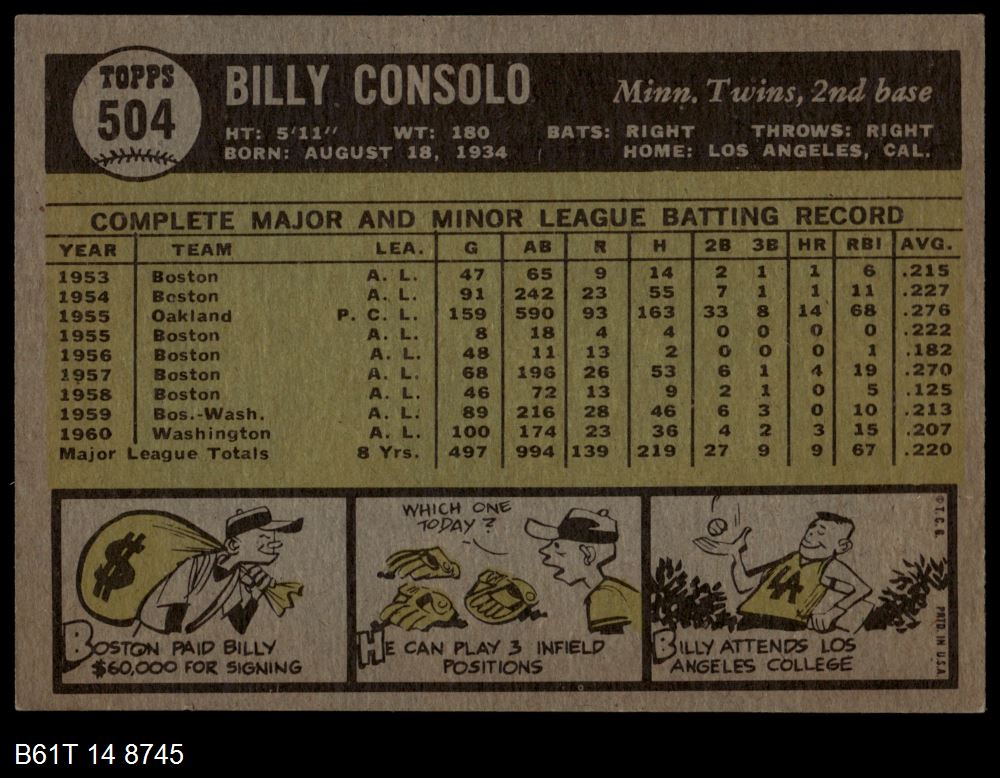 TOPPS
504
BILLY CONSOLO
Minn. Twins, 2nd base
HT: 5'11" WT: 180 BATS: RIGHT THROWS: RIGHT
BORN: AUGUST 18, 1934 HOME: LOS ANGELES, CAL.
COMPLETE MAJOR AND MINOR LEAGUE BATTING RECORD
YEAR TEAM LEA. G AB R H 2B 3B HR RBI AVG.
1953 Boston A. L. 47 65 9 14 2 1 1 6 .215
1954 Boston A. L. 91 242 23 55 7 1 1 11 .227
1955 Oakland P. C. L. 159 590 93 163 33 8 14 68 .276
1955 Boston A. L. 8 18 4 4 0 0 0 0 .222
1956 Boston A. L. 48 11 13 2 0 0 0 1 .182
1957 Boston A. L. 68 196 26 53 6 1 4 19 .270
1958 Boston A. L. 46 72 13 9 2 1 0 5 .125
1959 Bos.-Wash. A. L. 89 216 28 46 6 3 0 10 .213
1960 Washington A. L. 100 174 23 36 4 2 3 15 .207
Major League Totals 8 Yrs. 497 994 139 219 27 9 9 67 .220
$
BOSTON PAID BILLY
$60,000 FOR SIGNING
WHICH ONE
TODAY?
HE CAN PLAY 3 INFIELD
POSITIONS
LA
BILLY ATTENDS LOS
ANGELES COLLEGE
© T. C. G. PRTD IN U.S.A.
B61T 14 8745